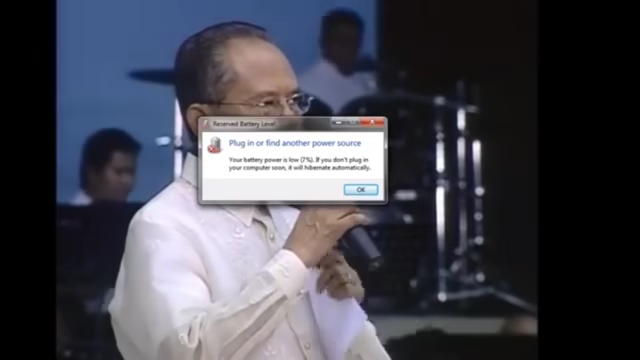 Reserved Battery Level
Plug in or find another power source
Your battery power is low (7%). If you don't plug in
your computer soon, it will hibernate automatically.
OK